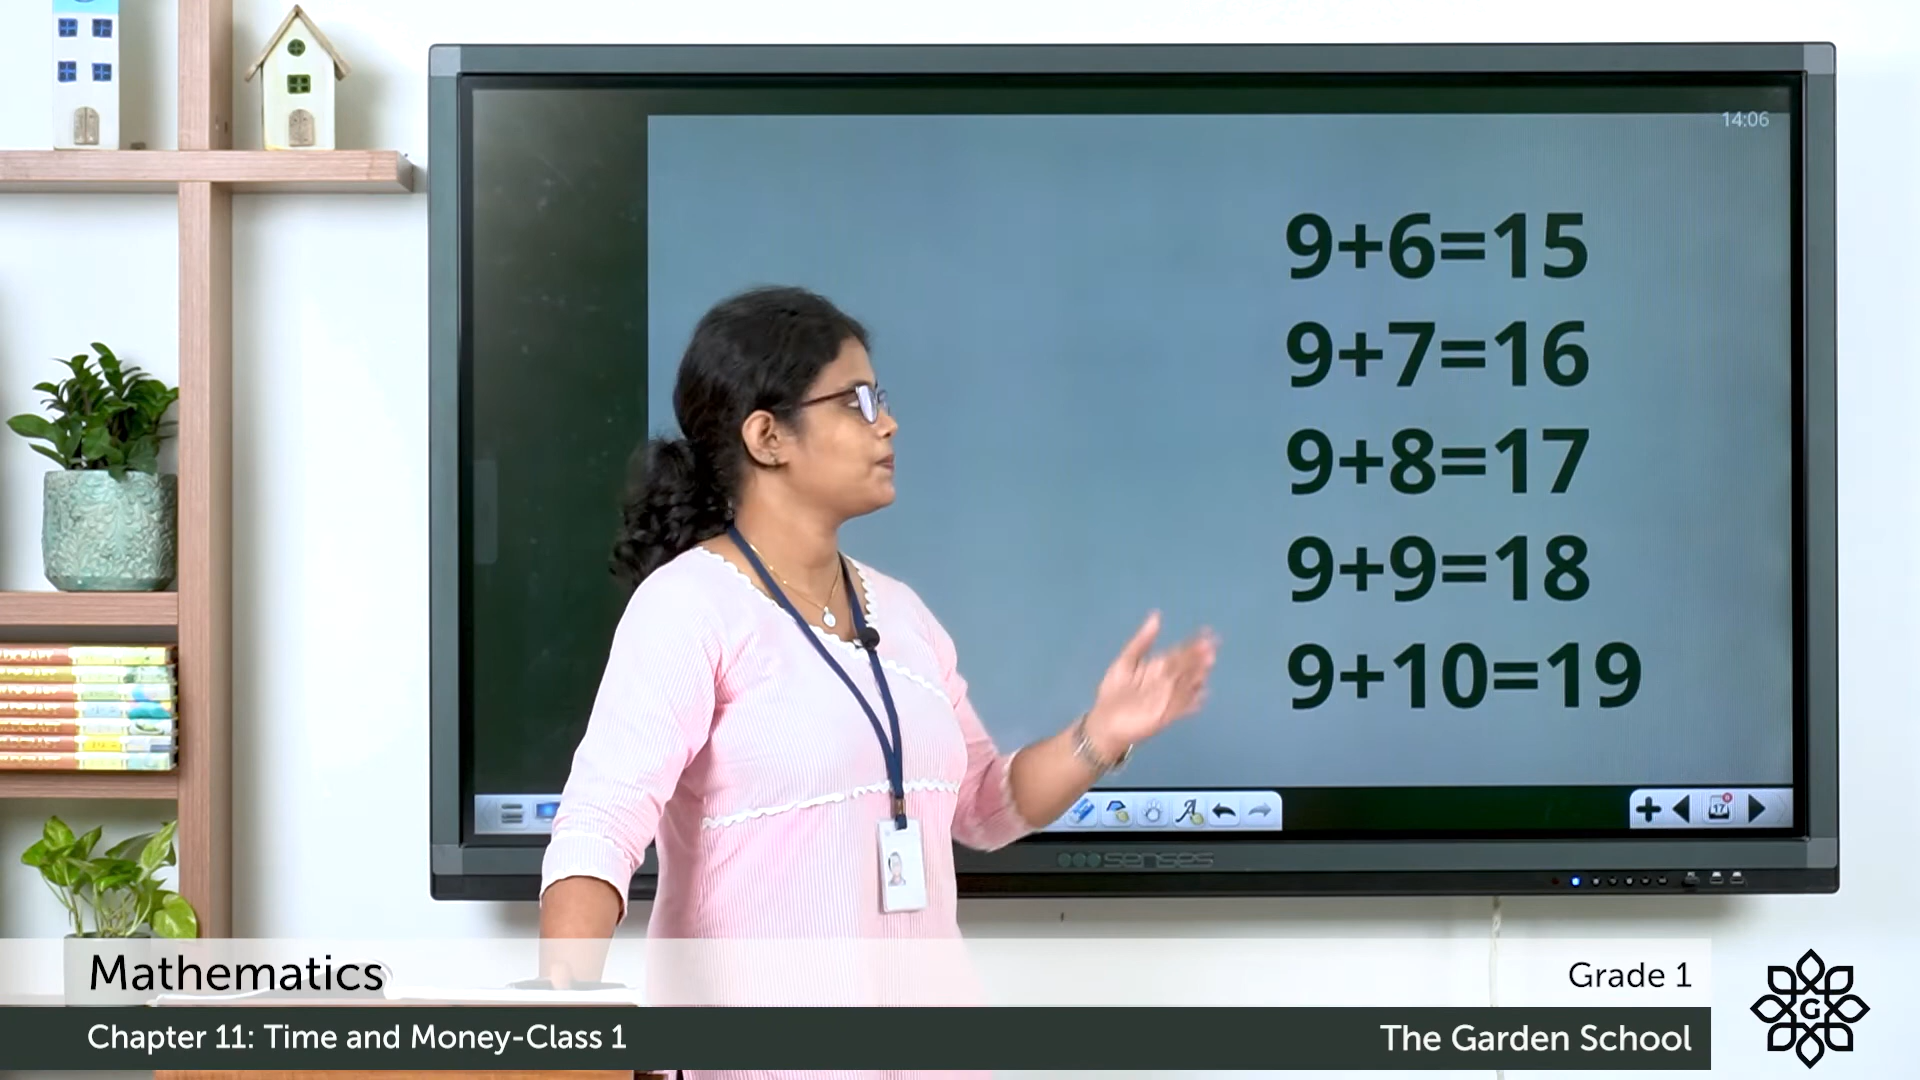 14:06
9+6=15
9+7=16
9+8=17
9+9=18
9+10=19
senses
Mathematics
Grade 1
Chapter 11: Time and Money-Class 1
The Garden School
G